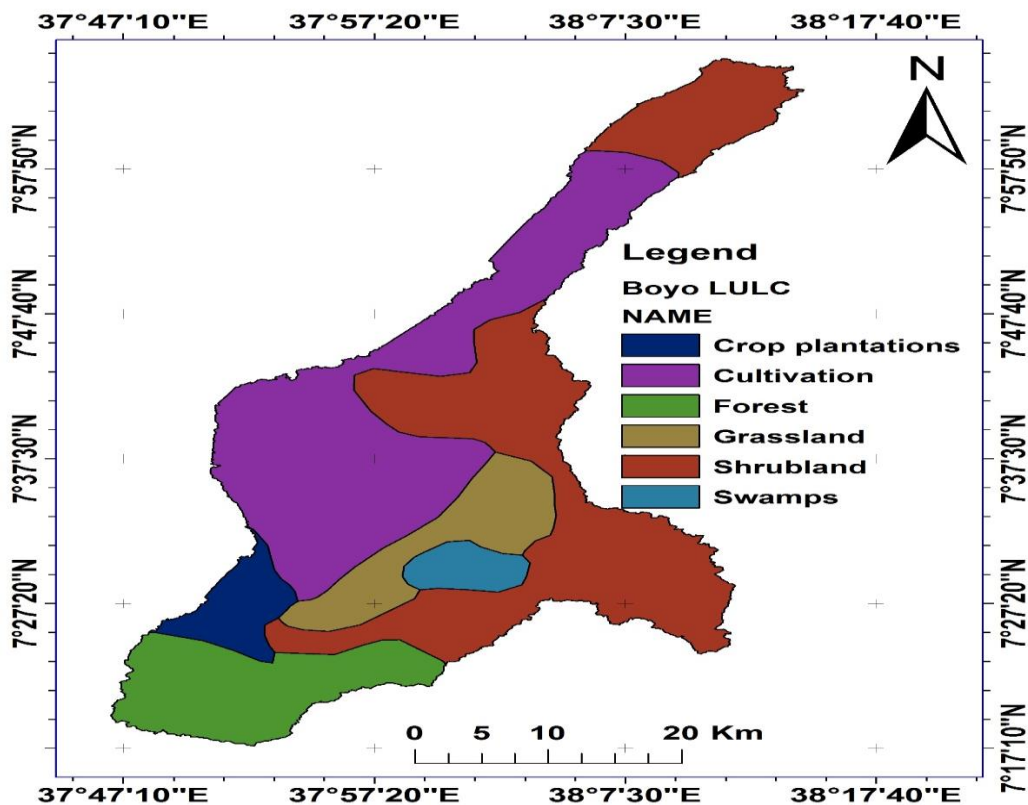 37°47'10"E 37°57'20"E 38°7'30"E 38°17'40"E
N
7°57'50"N 7°57'50"N
Legend
Boyo LULC
NAME
7°47'40"N 7°47'40"N
Crop plantations
Cultivation
Forest
Grassland
7°37'30"N 7°37'30"N
Shrubland
Swamps
7°27'20"N 7°27'20"N
0 5 10 20 Km
7°17'10"N 7°17'10"N
37°47'10"E 37°57'20"E 38°7'30"E 38°17'40"E